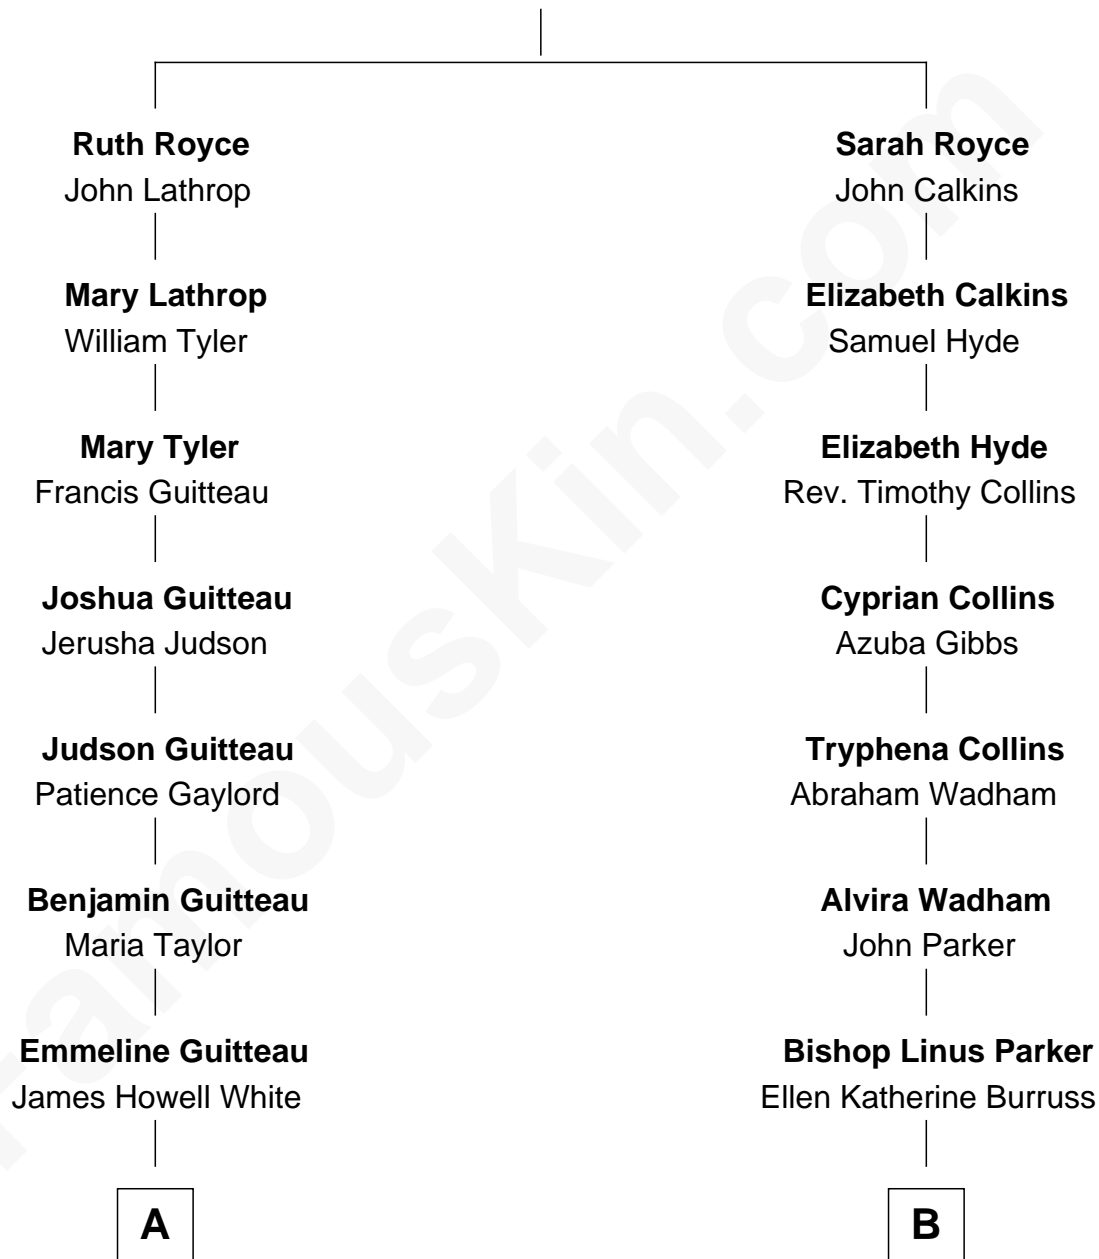 Ruth Royce
John Lathrop
Mary Lathrop
William Tyler
Mary Tyler
Francis Guitteau
Joshua Guitteau
Jerusha Judson
Judson Guitteau
Patience Gaylord
Benjamin Guitteau
Maria Taylor
Emmeline Guitteau
James Howell White
A
Sarah Royce
John Calkins
Elizabeth Calkins
Samuel Hyde
Elizabeth Hyde
Rev. Timothy Collins
Cyprian Collins
Azuba Gibbs
Tryphena Collins
Abraham Wadham
Alvira Wadham
John Parker
Bishop Linus Parker
Ellen Katherine Burruss
B
FamousKin.com